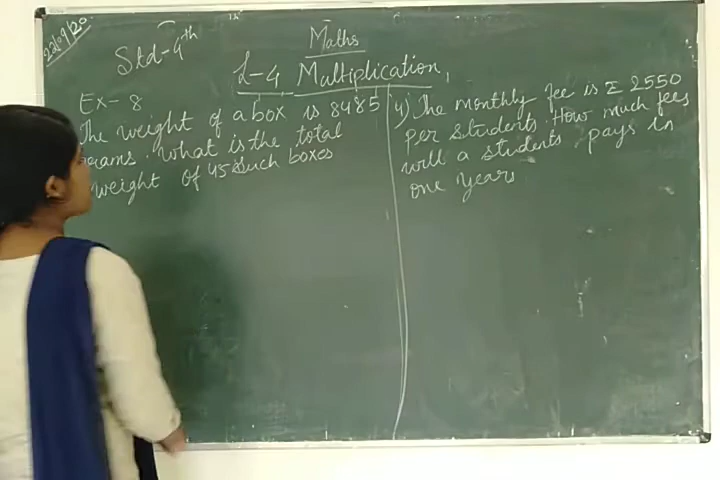 22/09/20
Std-4th
Maths
L-4 Multiplication
Ex-8
The weight of a box is 8485
grams. What is the total
weight of 45 such boxes
4) The monthly fee is ₹ 2550
per students. How much fees
will a students pays in
one years